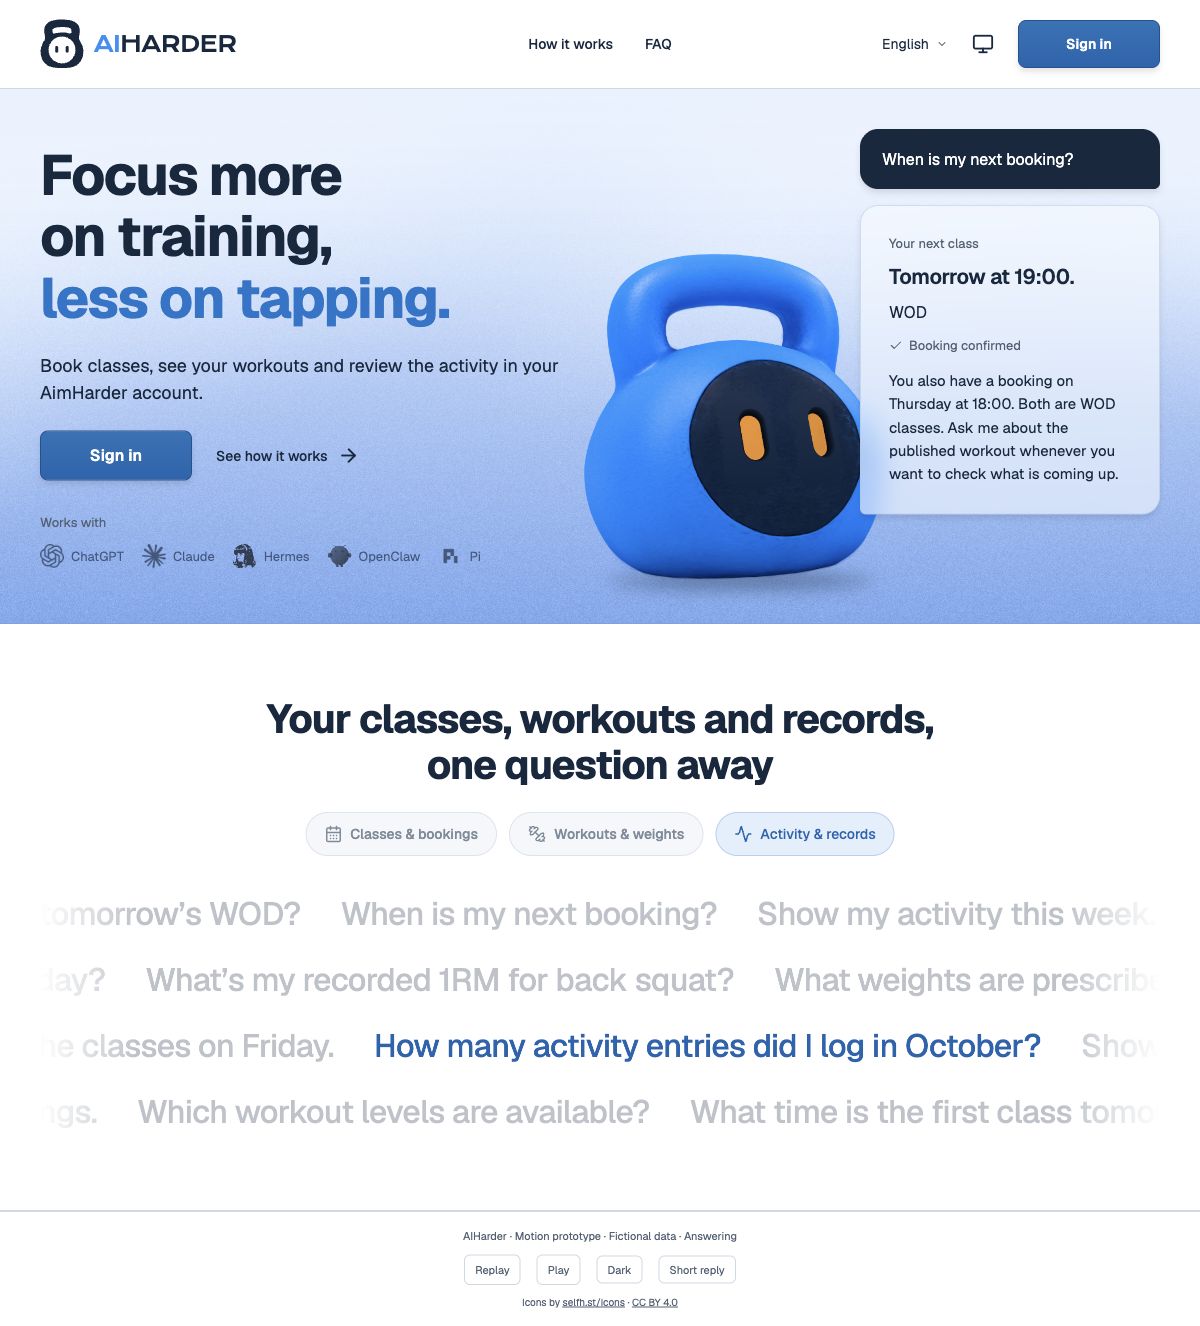 AIHARDER
How it works
FAQ
English
Sign in
Focus more
on training,
less on tapping.
Book classes, see your workouts and review the activity in your
AimHarder account.
Sign in
See how it works
Works with
ChatGPT
Claude
Hermes
OpenClaw
Pi
When is my next booking?
Your next class
Tomorrow at 19:00.
WOD
Booking confirmed
You also have a booking on
Thursday at 18:00. Both are WOD
classes. Ask me about the
published workout whenever you
want to check what is coming up.
Your classes, workouts and records,
one question away
Classes & bookings
Workouts & weights
Activity & records
tomorrow’s WOD? When is my next booking? Show my activity this week.
day? What’s my recorded 1RM for back squat? What weights are prescribe
he classes on Friday. How many activity entries did I log in October? Show
ngs. Which workout levels are available? What time is the first class tomo
AIHarder · Motion prototype · Fictional data · Answering
Replay
Play
Dark
Short reply
Icons by selfh.st/icons · CC BY 4.0